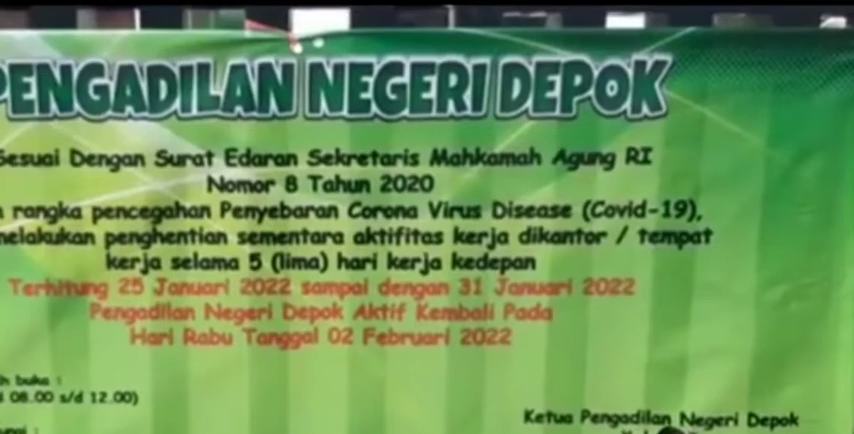 PENGADILAN NEGERI DEPOK
Sesuai Dengan Surat Edaran Sekretaris Mahkamah Agung RI
Nomor 8 Tahun 2020
rangka pencegahan Penyebaran Corona Virus Disease (Covid-19),
melakukan penghentian sementara aktifitas kerja dikantor / tempat
kerja selama 5 (lima) hari kerja kedepan
Terhitung 25 Januari 2022 sampai dengan 31 Januari 2022
Pengadilan Negeri Depok Aktif Kembali Pada
Hari Rabu Tanggal 02 Februari 2022
buka :
08.00 s/d 12.00)
Ketua Pengadilan Negeri Depok